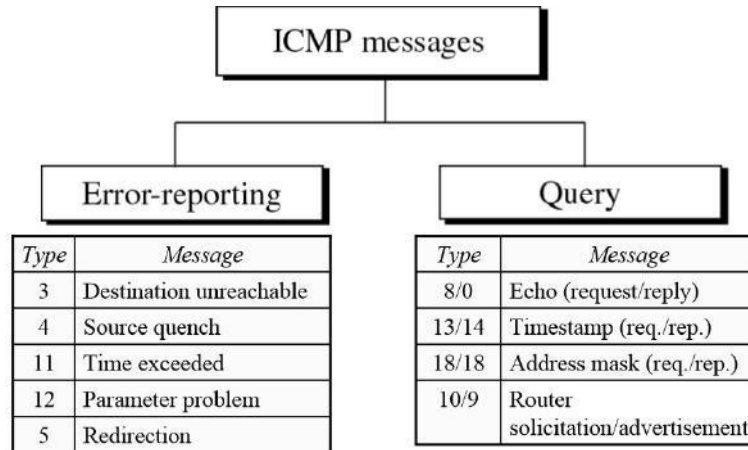 ICMP messages
Error-reporting
Type Message
3 Destination unreachable
4 Source quench
11 Time exceeded
12 Parameter problem
5 Redirection
Query
Type Message
8/0 Echo (request/reply)
13/14 Timestamp (req./rep.)
18/18 Address mask (req./rep.)
10/9 Router
solicitation/advertisement